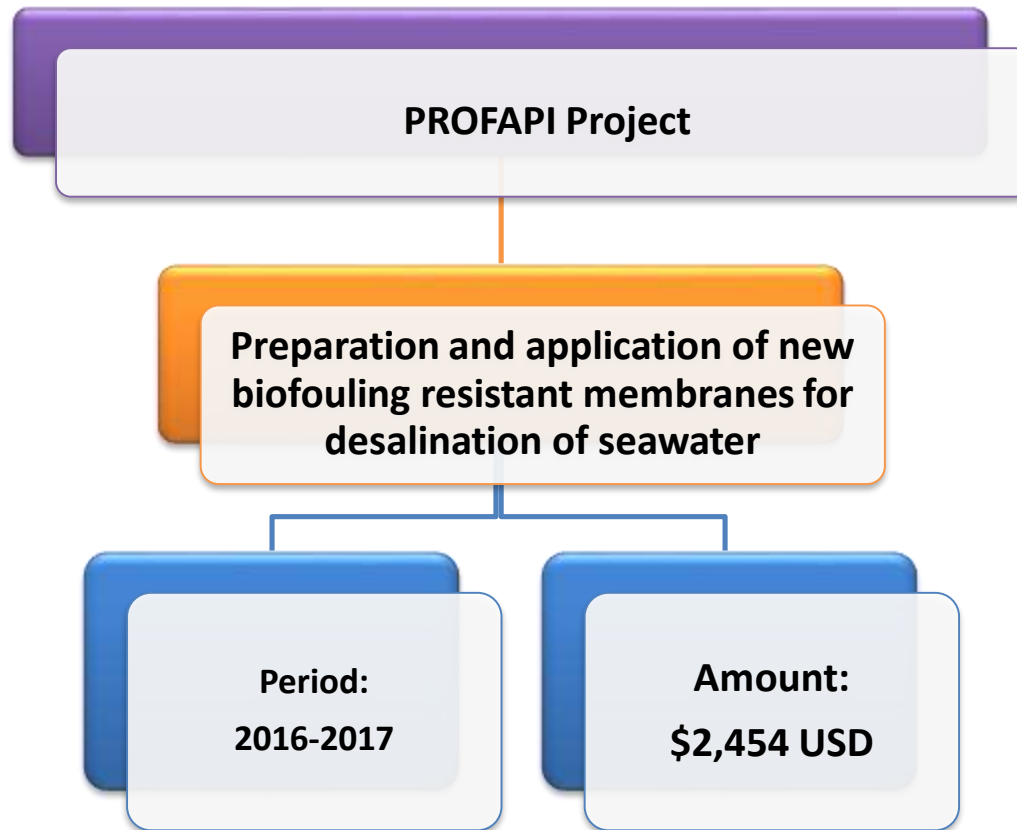 PROFAPI Project
Preparation and application of new
biofouling resistant membranes for
desalination of seawater
Period:
2016-2017
Amount:
$2,454 USD